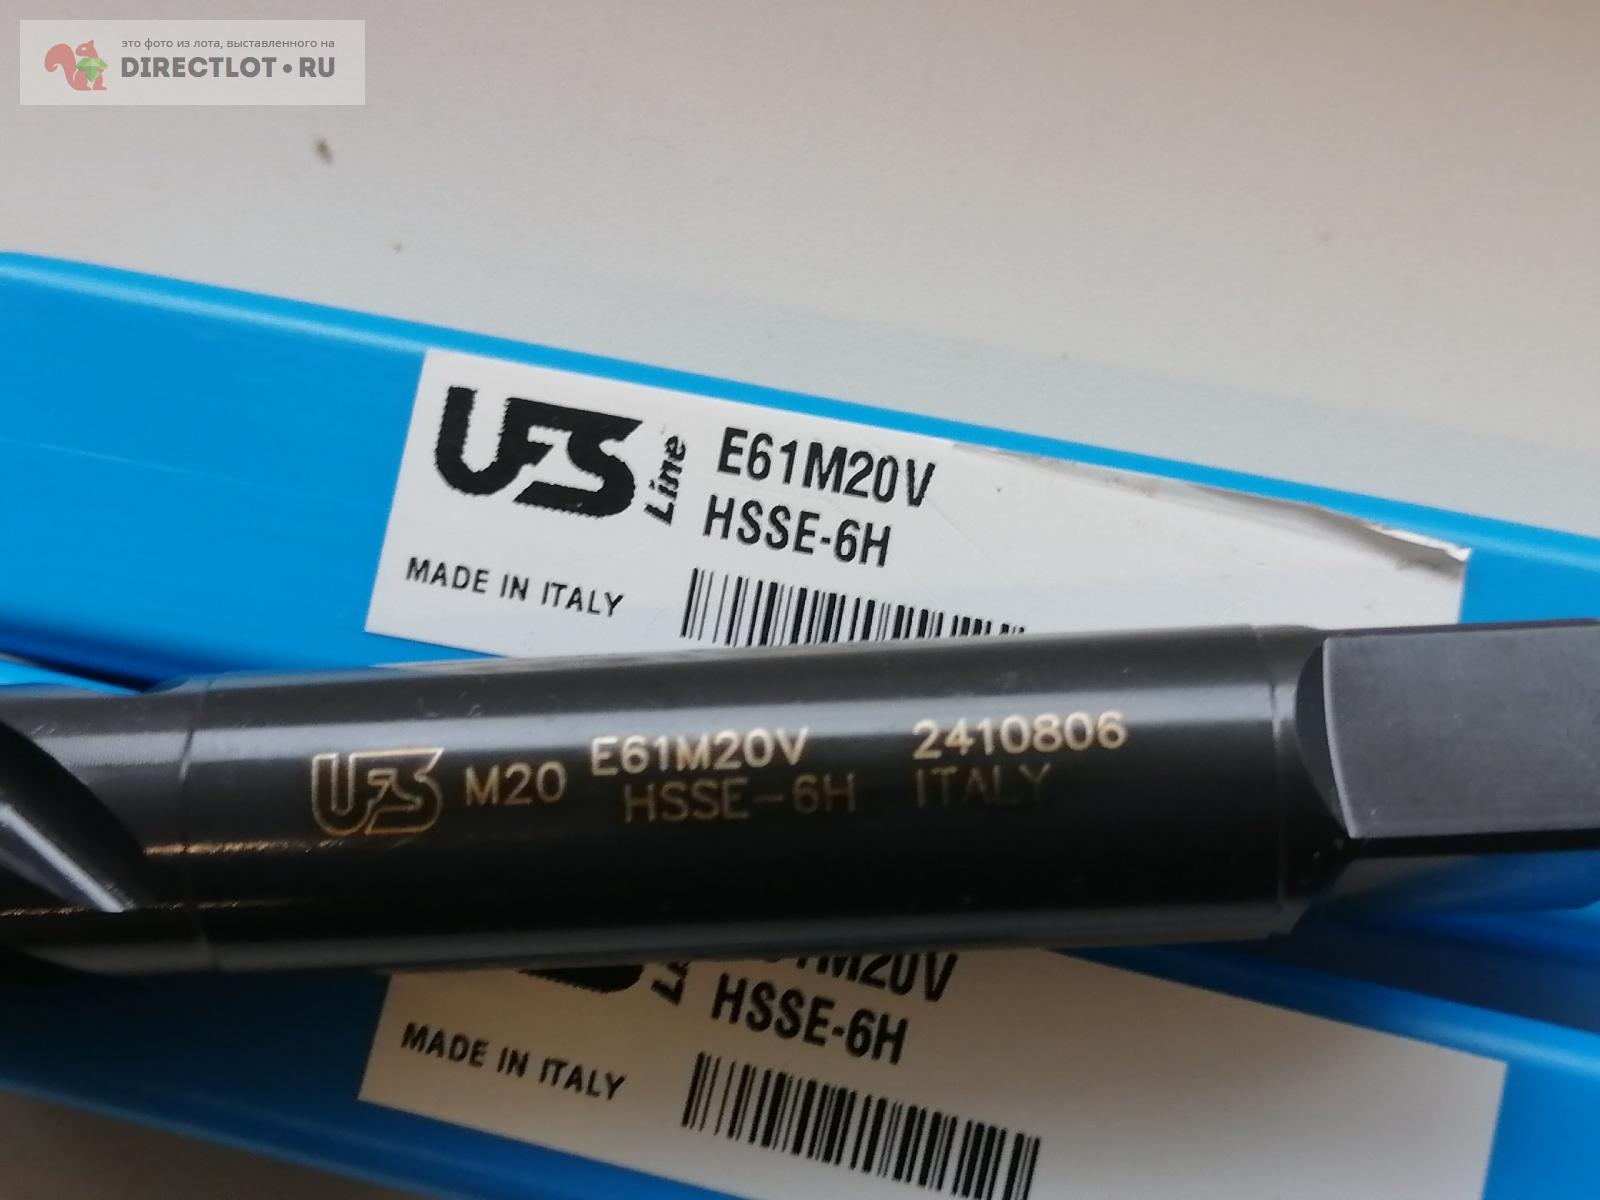 это фото из лота, выставленного на
DIRECTLOT•RU
UFS Line
E61M20V
HSSE-6H
MADE IN ITALY
UFS M20 E61M20V 2410806
HSSE-6H ITALY
HSSE-6H
MADE IN ITALY